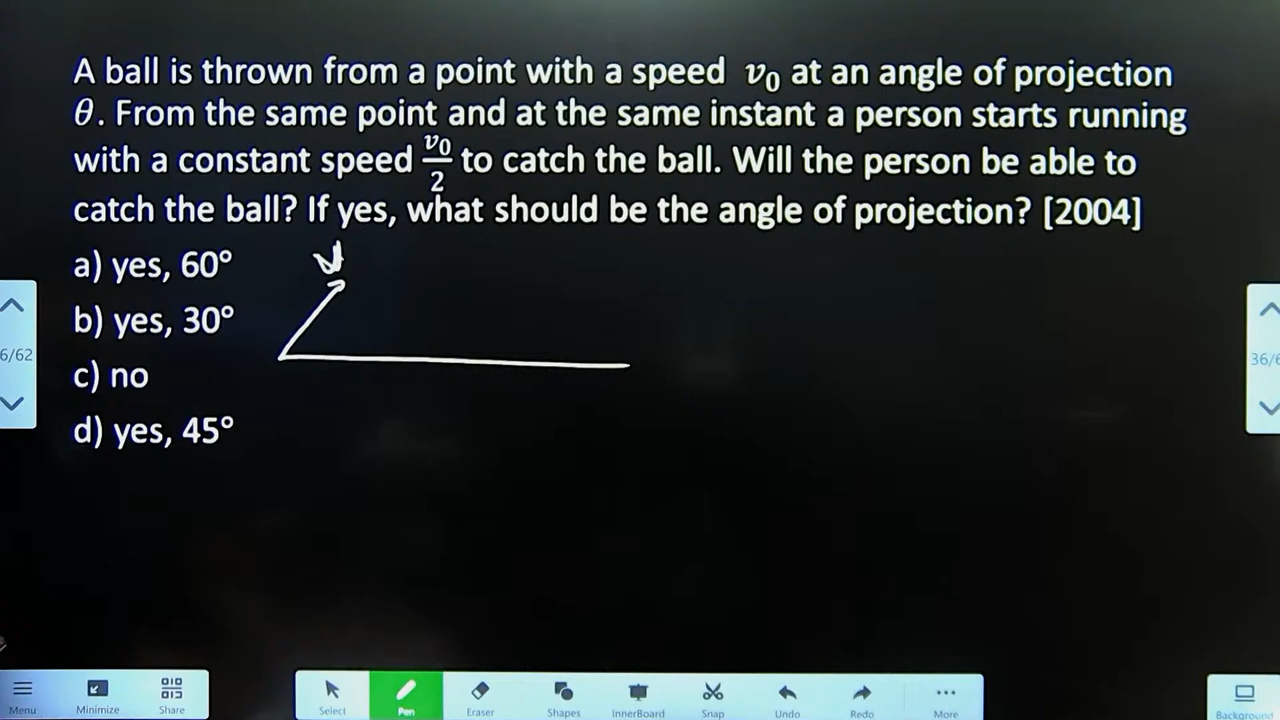 A ball is thrown from a point with a speed v₀ at an angle of projection
θ. From the same point and at the same instant a person starts running
with a constant speed v₀/2 to catch the ball. Will the person be able to
catch the ball? If yes, what should be the angle of projection? [2004]
a) yes, 60°
b) yes, 30°
c) no
d) yes, 45°
6/62
36/6
Menu Minimize Share Select Pen Eraser Shapes InnerBoard Snap Undo Redo More Background